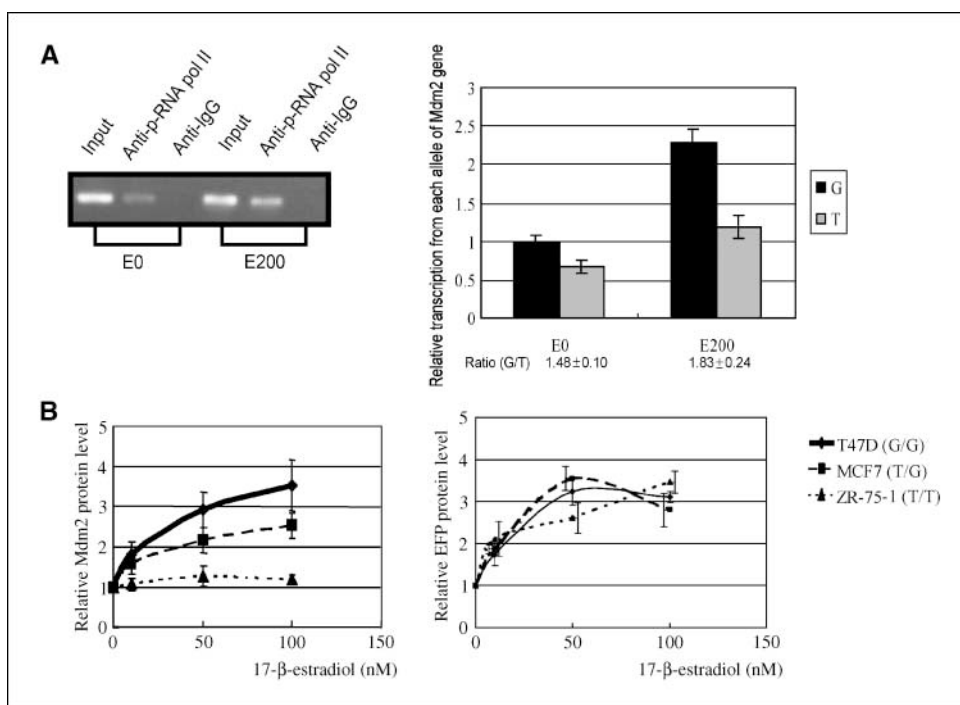 A
Input
Anti-p-RNA pol II
Anti-IgG
Input
Anti-p-RNA pol II
Anti-IgG
E0
E200
Relative transcription from each allele of Mdm2 gene
3
2.5
2
1.5
1
0.5
0
E0
E200
Ratio (G/T) 1.48±0.10 1.83±0.24
G
T
B
Relative Mdm2 protein level
5
4
3
2
1
0
0 50 100 150
17-β-estradiol (nM)
Relative EFP protein level
5
4
3
2
1
0
0 50 100 150
17-β-estradiol (nM)
T47D (G/G)
MCF7 (T/G)
ZR-75-1 (T/T)